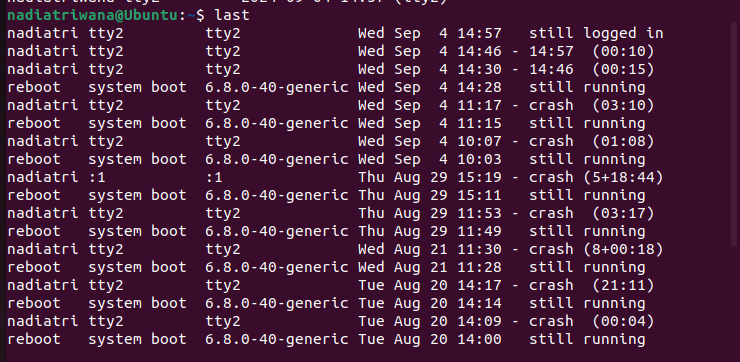 nadiatriwana@Ubuntu:~$ last
nadiatri tty2         tty2             Wed Sep  4 14:57   still logged in
nadiatri tty2         tty2             Wed Sep  4 14:46 - 14:57  (00:10)
nadiatri tty2         tty2             Wed Sep  4 14:30 - 14:46  (00:15)
reboot   system boot  6.8.0-40-generic Wed Sep  4 14:28   still running
nadiatri tty2         tty2             Wed Sep  4 11:17 - crash  (03:10)
reboot   system boot  6.8.0-40-generic Wed Sep  4 11:15   still running
nadiatri tty2         tty2             Wed Sep  4 10:07 - crash  (01:08)
reboot   system boot  6.8.0-40-generic Wed Sep  4 10:03   still running
nadiatri :1           :1               Thu Aug 29 15:19 - crash (5+18:44)
reboot   system boot  6.8.0-40-generic Thu Aug 29 15:11   still running
nadiatri tty2         tty2             Thu Aug 29 11:53 - crash  (03:17)
reboot   system boot  6.8.0-40-generic Thu Aug 29 11:49   still running
nadiatri tty2         tty2             Wed Aug 21 11:30 - crash (8+00:18)
reboot   system boot  6.8.0-40-generic Wed Aug 21 11:28   still running
nadiatri tty2         tty2             Tue Aug 20 14:17 - crash  (21:11)
reboot   system boot  6.8.0-40-generic Tue Aug 20 14:14   still running
nadiatri tty2         tty2             Tue Aug 20 14:09 - crash  (00:04)
reboot   system boot  6.8.0-40-generic Tue Aug 20 14:00   still running